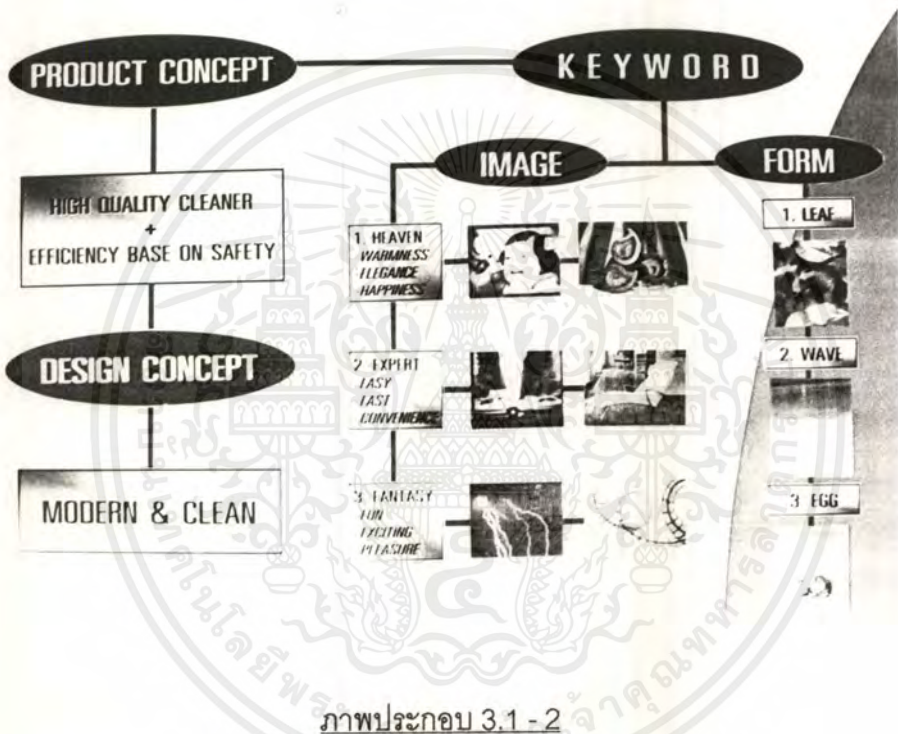 PRODUCT CONCEPT
KEYWORD
HIGH QUALITY CLEANER
+
EFFICIENCY BASE ON SAFETY
DESIGN CONCEPT
MODERN & CLEAN
IMAGE
FORM
1. HEAVEN
WARMNESS
ELEGANCE
HAPPINESS
2. EXPERT
EASY
FAST
CONVENIENCE
3. FANTASY
FUN
EXCITING
PLEASURE
1. LEAF
2. WAVE
3. EGG
ภาพประกอบ 3.1 - 2